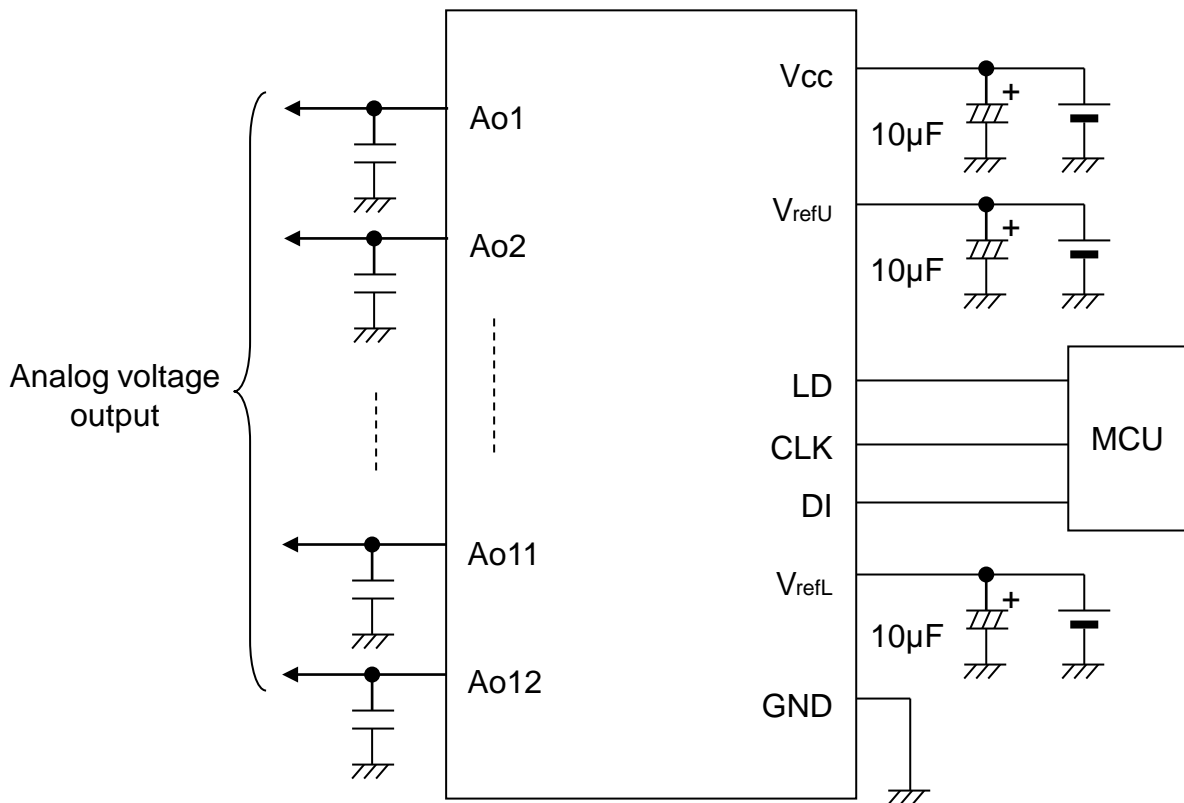 Analog voltage
output
Ao1
Ao2
Ao11
Ao12
Vcc
+
10µF
VrefU
+
10µF
LD
CLK
DI
MCU
VrefL
+
10µF
GND